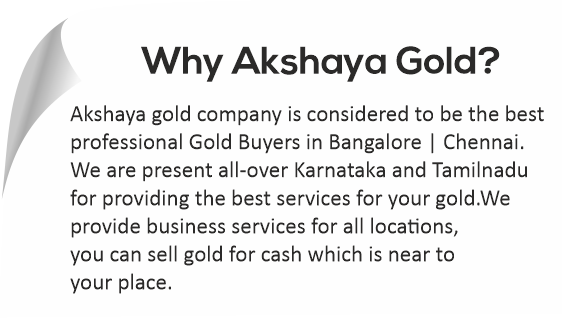 Why Akshaya Gold?
Akshaya gold company is considered to be the best
professional Gold Buyers in Bangalore | Chennai.
We are present all-over Karnataka and Tamilnadu
for providing the best services for your gold.We
provide business services for all locations,
you can sell gold for cash which is near to
your place.